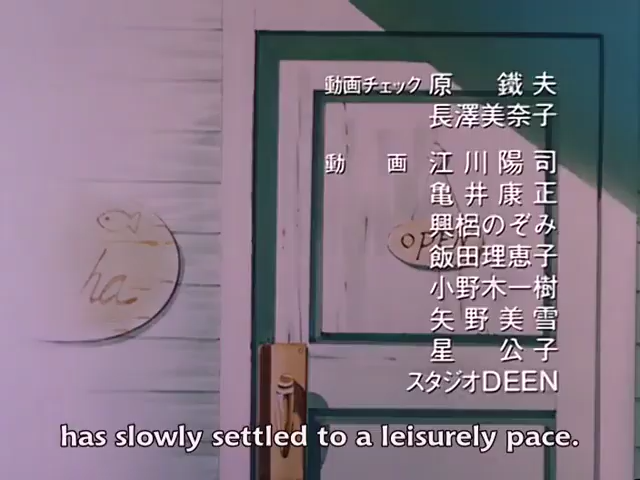 動画チェック 原 鐵夫
長澤美奈子
動 画 江川陽司
亀井康正
興梠のぞみ
飯田理恵子
小野木一樹
矢野美雪
星 公子
スタジオDEEN
OPEN
ha
has slowly settled to a leisurely pace.